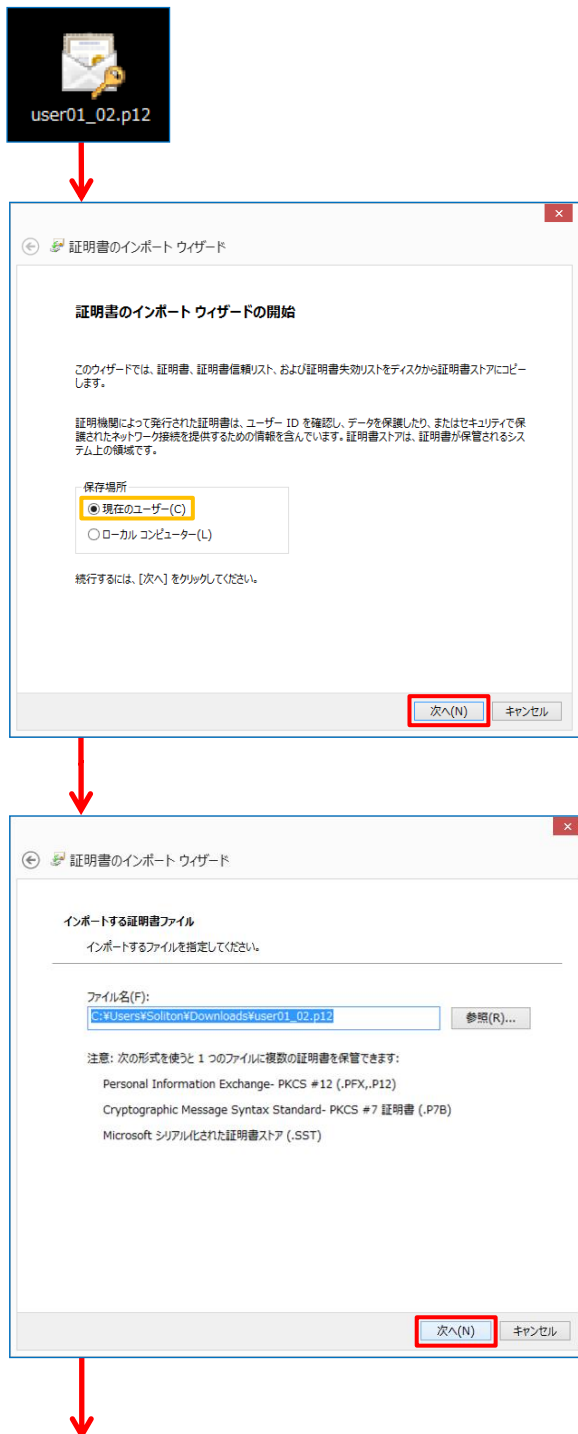 user01_02.p12
証明書のインポート ウィザード
証明書のインポート ウィザードの開始
このウィザードでは、証明書、証明書信頼リスト、および証明書失効リストをディスクから証明書ストアにコピー
します。
証明機関によって発行された証明書は、ユーザー ID を確認し、データを保護したり、またはセキュリティで保
護されたネットワーク接続を提供するための情報を含んでいます。証明書ストアは、証明書が保管されるシス
テム上の領域です。
保存場所
現在のユーザー(C)
ローカル コンピューター(L)
続行するには、[次へ] をクリックしてください。
次へ(N) キャンセル
証明書のインポート ウィザード
インポートする証明書ファイル
インポートするファイルを指定してください。
ファイル名(F):
C:¥Users¥Soliton¥Downloads¥user01_02.p12 参照(R)...
注意: 次の形式を使うと 1 つのファイルに複数の証明書を保管できます:
Personal Information Exchange- PKCS #12 (.PFX,.P12)
Cryptographic Message Syntax Standard- PKCS #7 証明書 (.P7B)
Microsoft シリアル化された証明書ストア (.SST)
次へ(N) キャンセル